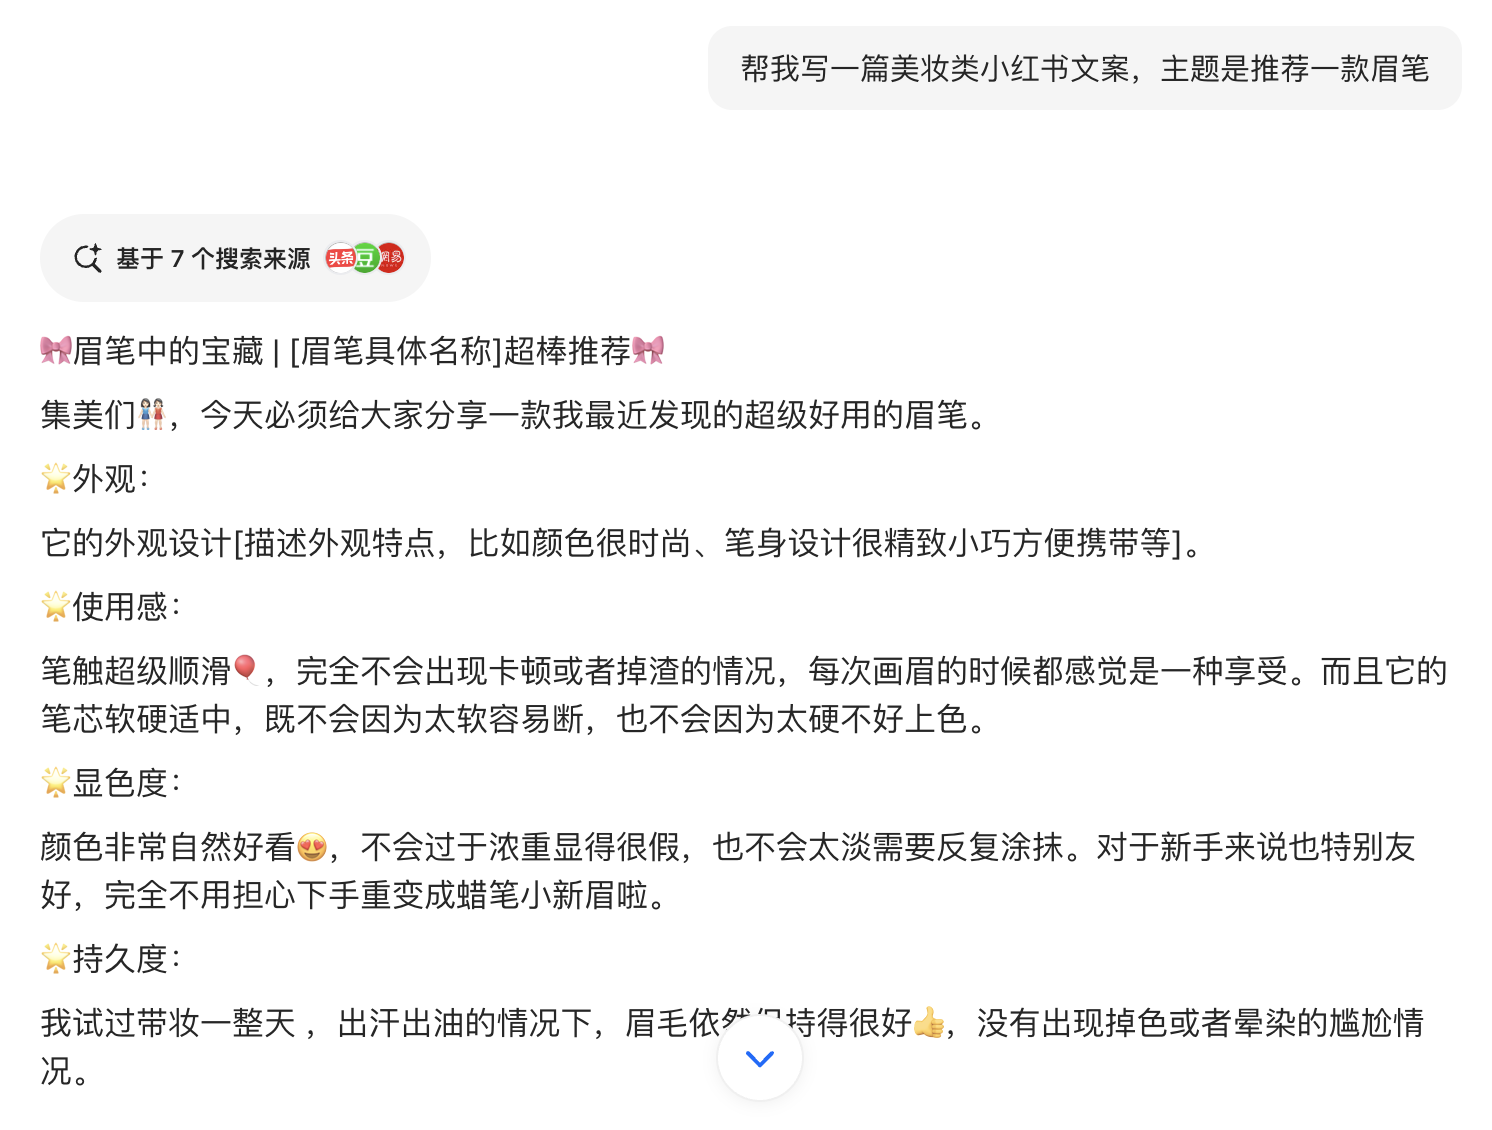 帮我写一篇美妆类小红书文案，主题是推荐一款眉笔
基于 7 个搜索来源 头条 豆 網易
🎀眉笔中的宝藏 | [眉笔具体名称]超棒推荐🎀
集美们👭，今天必须给大家分享一款我最近发现的超级好用的眉笔。
🌟外观：
它的外观设计[描述外观特点，比如颜色很时尚、笔身设计很精致小巧方便携带等]。
🌟使用感：
笔触超级顺滑🎈，完全不会出现卡顿或者掉渣的情况，每次画眉的时候都感觉是一种享受。而且它的
笔芯软硬适中，既不会因为太软容易断，也不会因为太硬不好上色。
🌟显色度：
颜色非常自然好看😍，不会过于浓重显得很假，也不会太淡需要反复涂抹。对于新手来说也特别友
好，完全不用担心下手重变成蜡笔小新眉啦。
🌟持久度：
我试过带妆一整天 ，出汗出油的情况下，眉毛依然保持得很好👍，没有出现掉色或者晕染的尴尬情
况。